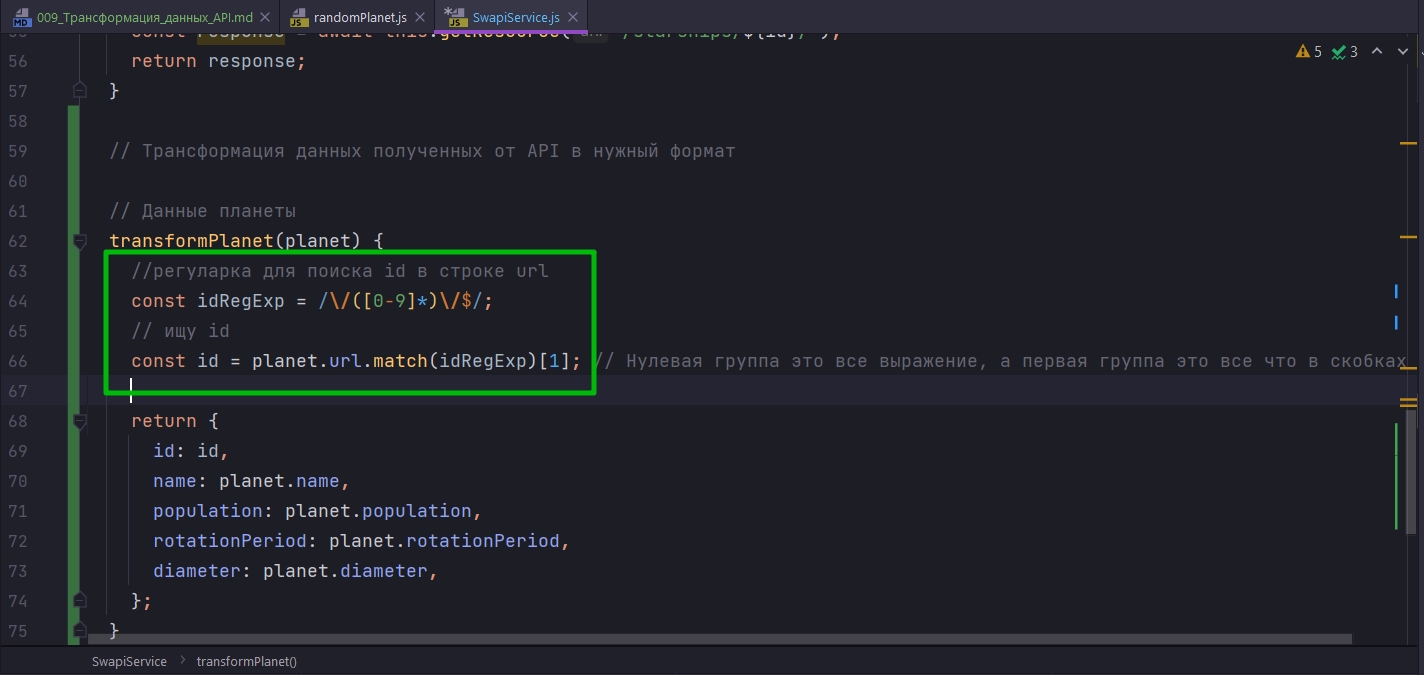 009_Трансформация_данных_API.md
randomPlanet.js
SwapiService.js
5 3
56 return response;
57 }
58
59 // Трансформация данных полученных от API в нужный формат
60
61 // Данные планеты
62 transformPlanet(planet) {
63 //регуларка для поиска id в строке url
64 const idRegExp = /\/([0-9]*)\/$/;
65 // ищу id
66 const id = planet.url.match(idRegExp)[1]; // Нулевая группа это все выражение, а первая группа это все что в скобках
67
68 return {
69 id: id,
70 name: planet.name,
71 population: planet.population,
72 rotationPeriod: planet.rotationPeriod,
73 diameter: planet.diameter,
74 };
75 }
SwapiService > transformPlanet()